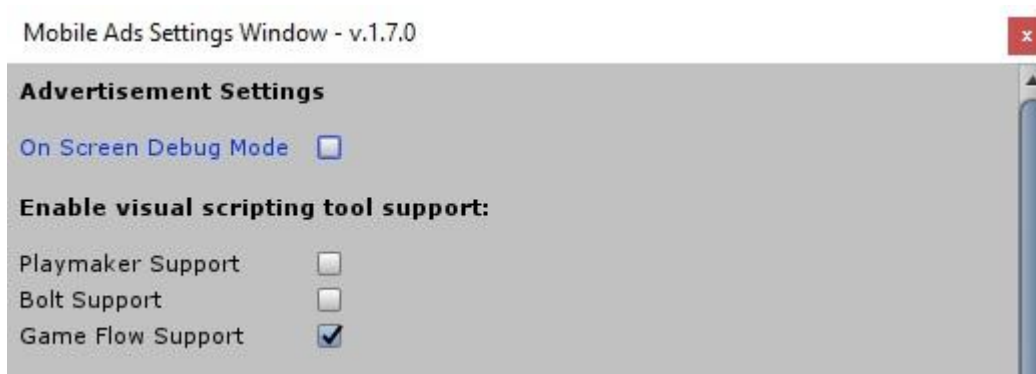 Mobile Ads Settings Window - v.1.7.0
x
Advertisement Settings
On Screen Debug Mode
Enable visual scripting tool support:
Playmaker Support
Bolt Support
Game Flow Support